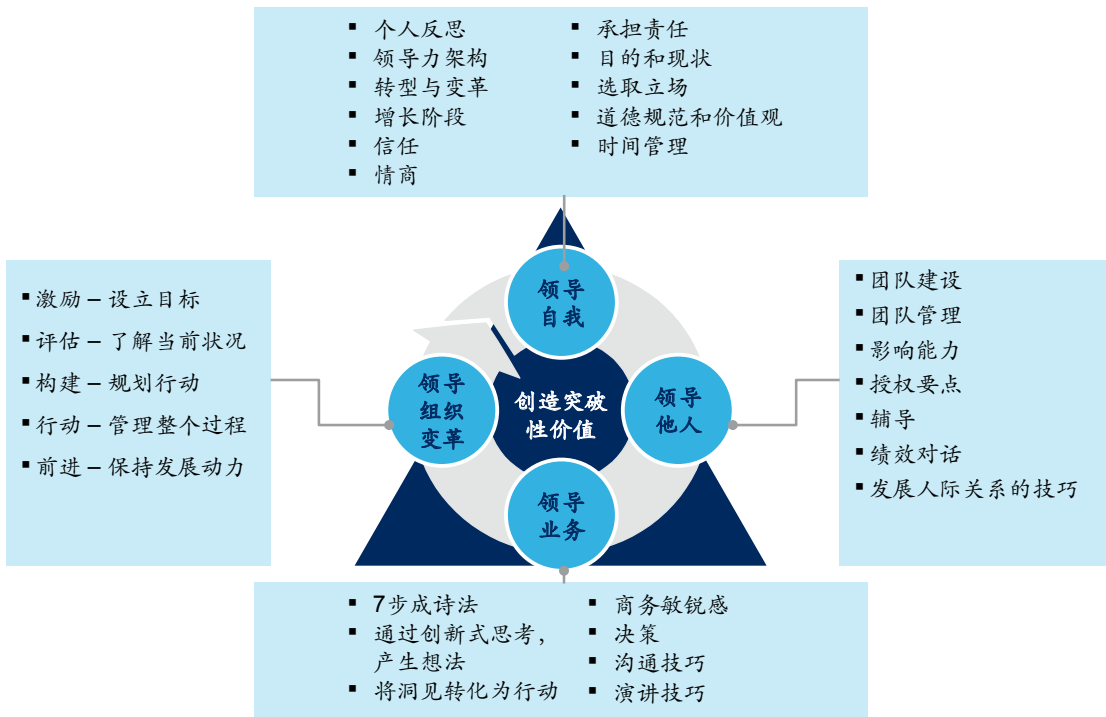 个人反思
领导力架构
转型与变革
增长阶段
信任
情商
承担责任
目的和现状
选取立场
道德规范和价值观
时间管理
激励 – 设立目标
评估 – 了解当前状况
构建 – 规划行动
行动 – 管理整个过程
前进 – 保持发展动力
领导
自我
领导
组织
变革
创造突破
性价值
领导
他人
领导
业务
团队建设
团队管理
影响能力
授权要点
辅导
绩效对话
发展人际关系的技巧
7步成诗法
通过创新式思考，
产生想法
将洞见转化为行动
商务敏锐感
决策
沟通技巧
演讲技巧